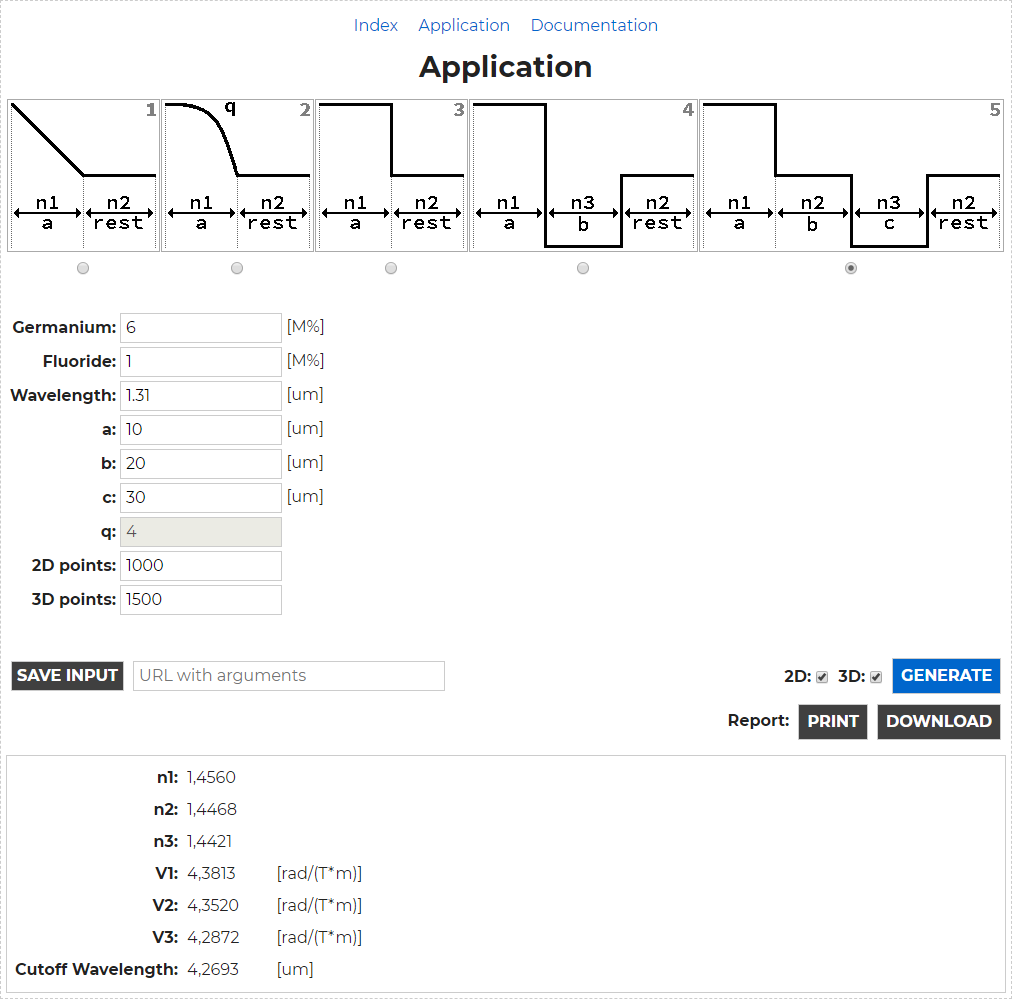 Index Application Documentation
Application
1 q 2 3 4 5
n1 n2 n1 n2 n1 n2 n1 n3 n2 n1 n2 n3 n2
a rest a rest a rest a b rest a b c rest
Germanium: 6 [M%]
Fluoride: 1 [M%]
Wavelength: 1.31 [um]
a: 10 [um]
b: 20 [um]
c: 30 [um]
q: 4
2D points: 1000
3D points: 1500
SAVE INPUT URL with arguments 2D: 3D: GENERATE
Report: PRINT DOWNLOAD
n1: 1,4560
n2: 1,4468
n3: 1,4421
V1: 4,3813 [rad/(T*m)]
V2: 4,3520 [rad/(T*m)]
V3: 4,2872 [rad/(T*m)]
Cutoff Wavelength: 4,2693 [um]